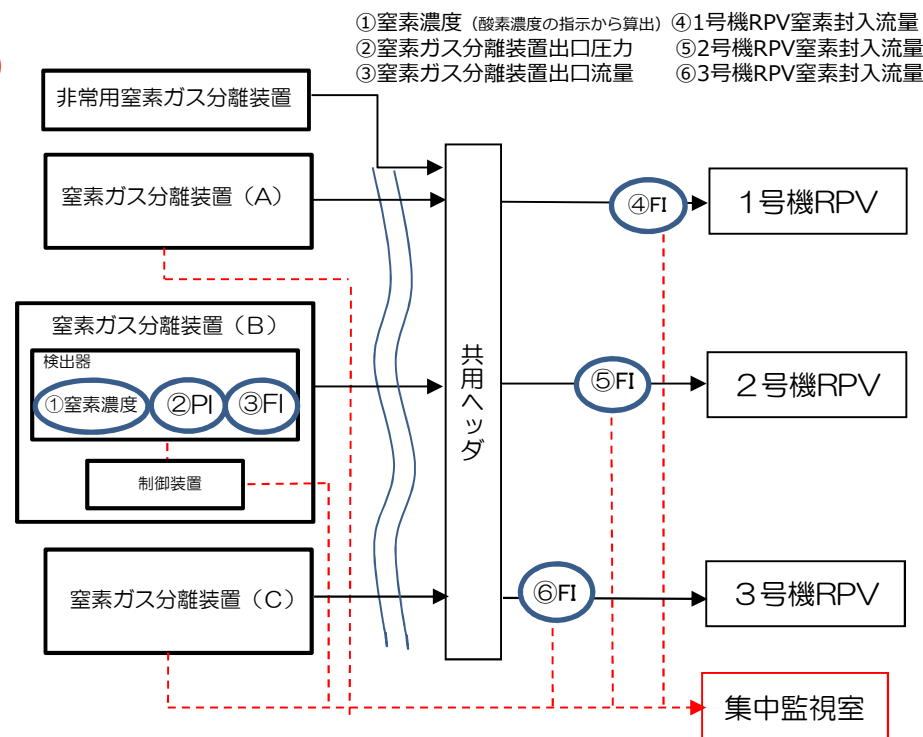 ①窒素濃度（酸素濃度の指示から算出）④1号機RPV窒素封入流量
②窒素ガス分離装置出口圧力 ⑤2号機RPV窒素封入流量
③窒素ガス分離装置出口流量 ⑥3号機RPV窒素封入流量
非常用窒素ガス分離装置
窒素ガス分離装置（A）
窒素ガス分離装置（B）
検出器
①窒素濃度
②PI
③FI
制御装置
窒素ガス分離装置（C）
共用ヘッダ
④FI
１号機RPV
⑤FI
２号機RPV
⑥FI
３号機RPV
集中監視室